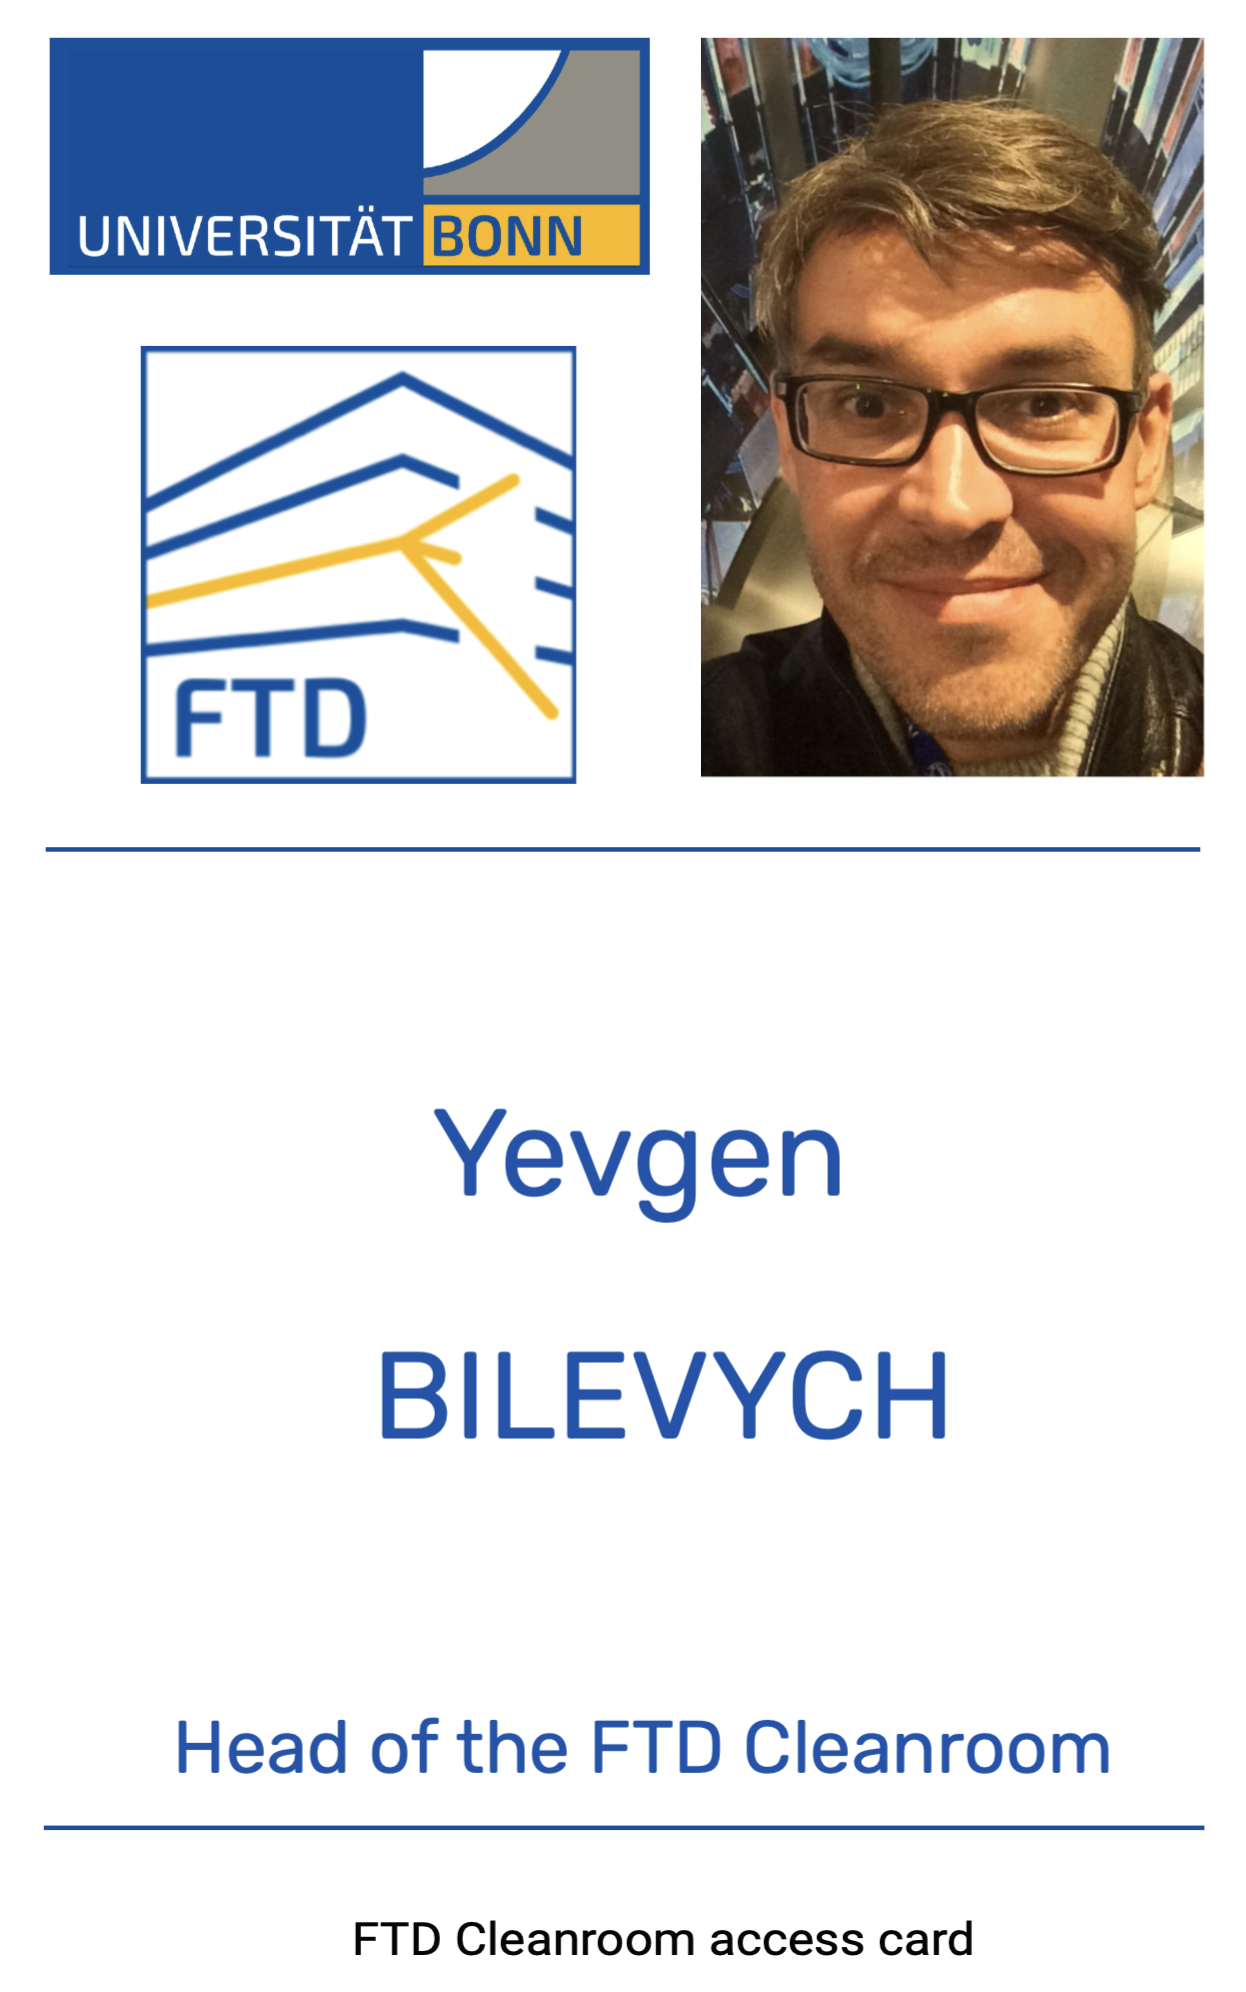 UNIVERSITÄT BONN
FTD
Yevgen
BILEVYCH
Head of the FTD Cleanroom
FTD Cleanroom access card